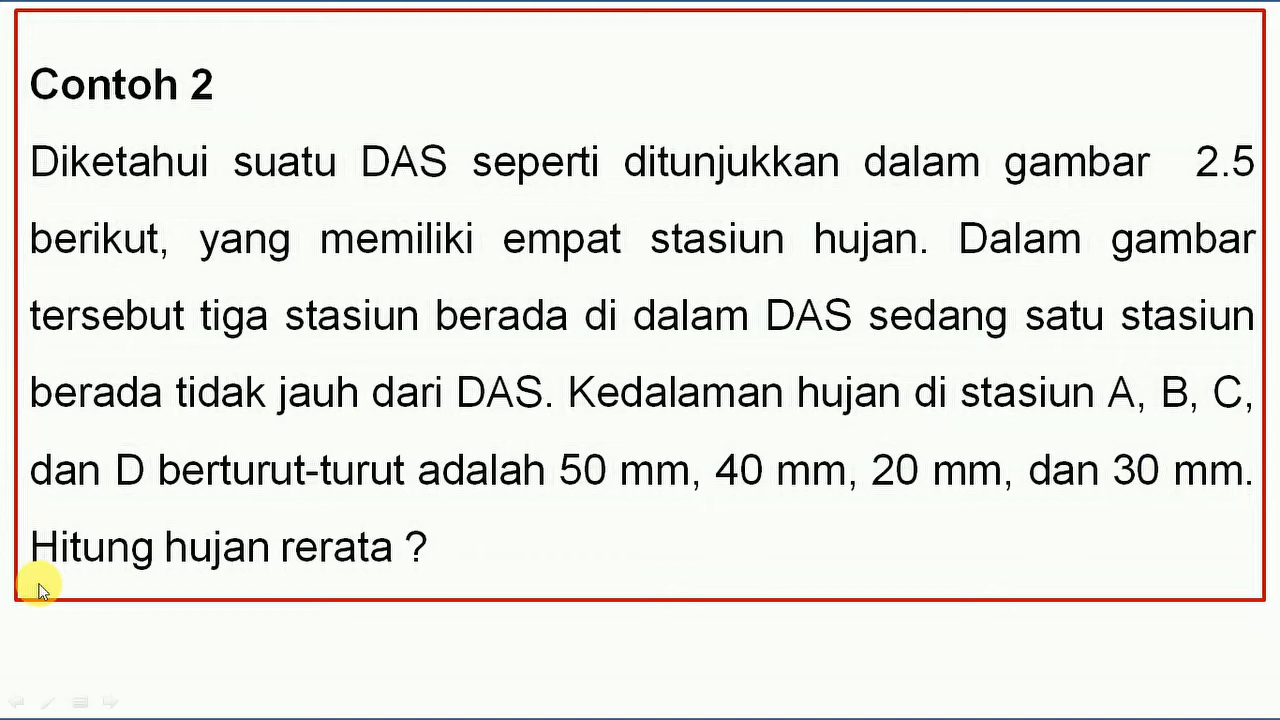 Contoh 2
Diketahui suatu DAS seperti ditunjukkan dalam gambar 2.5
berikut, yang memiliki empat stasiun hujan. Dalam gambar
tersebut tiga stasiun berada di dalam DAS sedang satu stasiun
berada tidak jauh dari DAS. Kedalaman hujan di stasiun A, B, C,
dan D berturut-turut adalah 50 mm, 40 mm, 20 mm, dan 30 mm.
Hitung hujan rerata ?